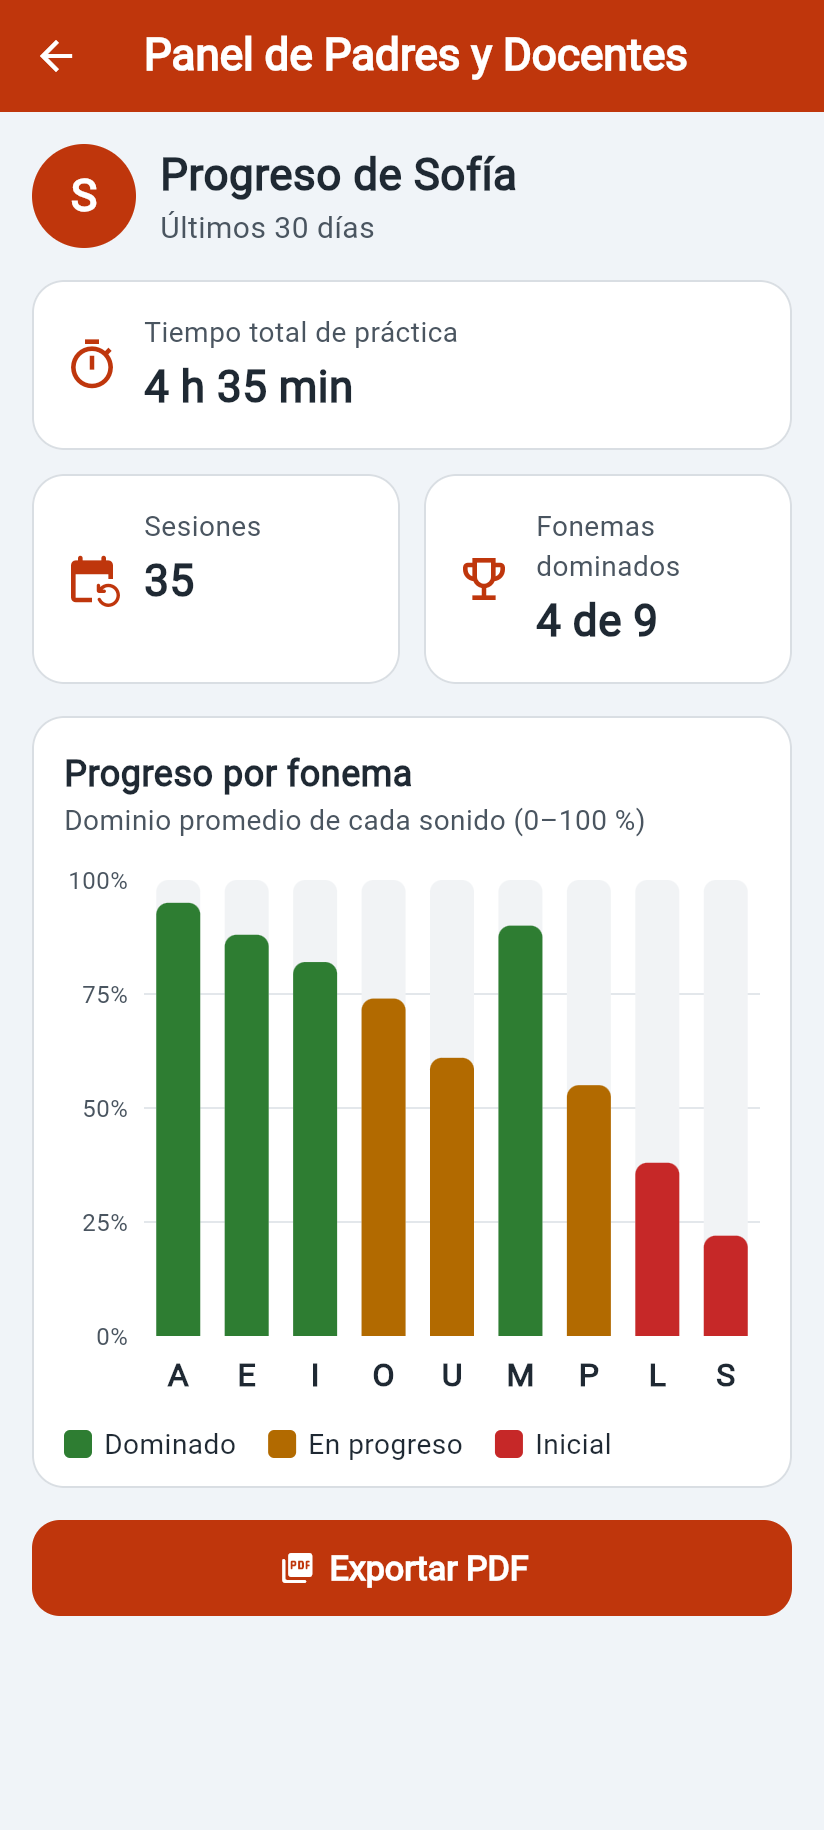 Panel de Padres y Docentes
S
Progreso de Sofía
Últimos 30 días
Tiempo total de práctica
4 h 35 min
Sesiones
35
Fonemas
dominados
4 de 9
Progreso por fonema
Dominio promedio de cada sonido (0–100 %)
100%
75%
50%
25%
0%
A E I O U M P L S
Dominado En progreso Inicial
PDF Exportar PDF